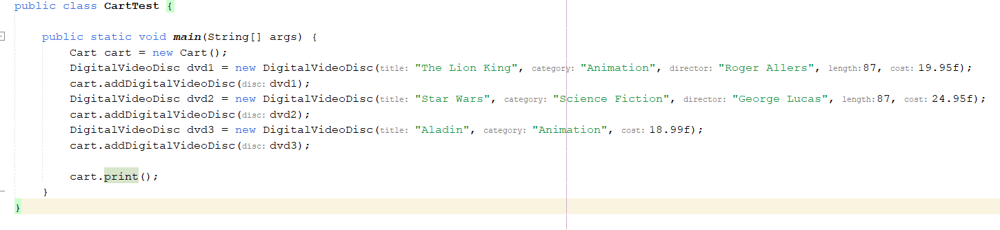 public class CartTest {
public static void main(String[] args) {
Cart cart = new Cart();
DigitalVideoDisc dvd1 = new DigitalVideoDisc(title: "The Lion King", category: "Animation", director: "Roger Allers", length: 87, cost: 19.95f);
cart.addDigitalVideoDisc(disc: dvd1);
DigitalVideoDisc dvd2 = new DigitalVideoDisc(title: "Star Wars", category: "Science Fiction", director: "George Lucas", length: 87, cost: 24.95f);
cart.addDigitalVideoDisc(disc: dvd2);
DigitalVideoDisc dvd3 = new DigitalVideoDisc(title: "Aladin", category: "Animation", cost: 18.99f);
cart.addDigitalVideoDisc(disc: dvd3);
cart.print();
}
}